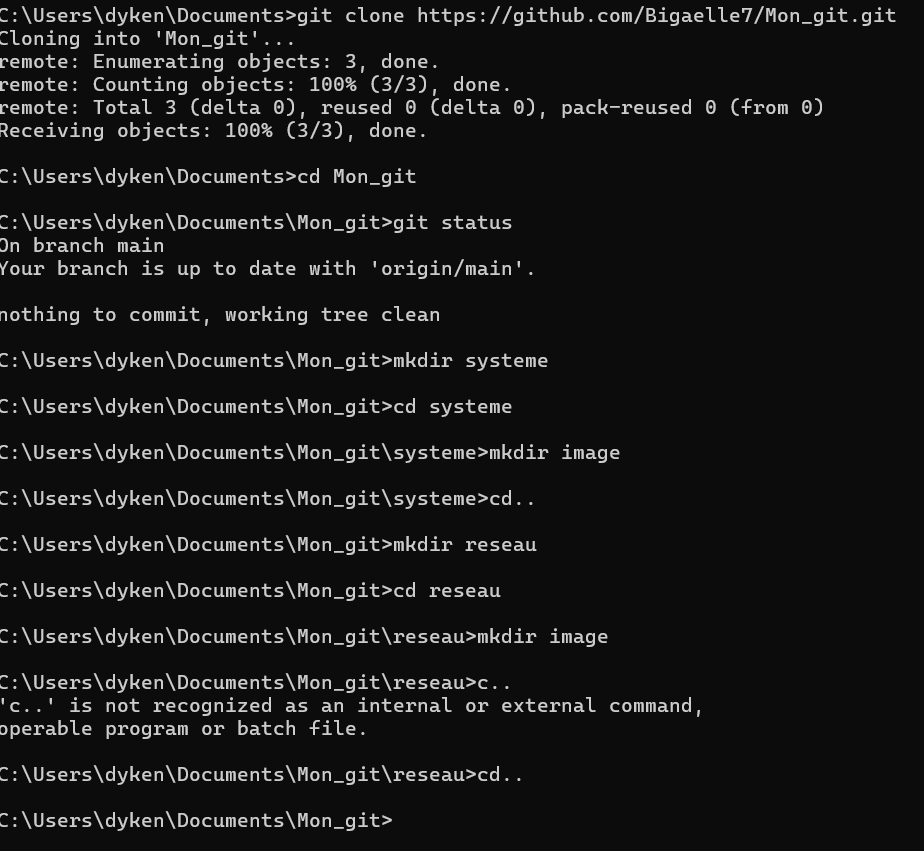 C:\Users\dyken\Documents>git clone https://github.com/Bigaelle7/Mon_git.git
Cloning into 'Mon_git'...
remote: Enumerating objects: 3, done.
remote: Counting objects: 100% (3/3), done.
remote: Total 3 (delta 0), reused 0 (delta 0), pack-reused 0 (from 0)
Receiving objects: 100% (3/3), done.
C:\Users\dyken\Documents>cd Mon_git
C:\Users\dyken\Documents\Mon_git>git status
On branch main
Your branch is up to date with 'origin/main'.
nothing to commit, working tree clean
C:\Users\dyken\Documents\Mon_git>mkdir systeme
C:\Users\dyken\Documents\Mon_git>cd systeme
C:\Users\dyken\Documents\Mon_git\systeme>mkdir image
C:\Users\dyken\Documents\Mon_git\systeme>cd..
C:\Users\dyken\Documents\Mon_git>mkdir reseau
C:\Users\dyken\Documents\Mon_git>cd reseau
C:\Users\dyken\Documents\Mon_git\reseau>mkdir image
C:\Users\dyken\Documents\Mon_git\reseau>c..
'c..' is not recognized as an internal or external command,
operable program or batch file.
C:\Users\dyken\Documents\Mon_git\reseau>cd..
C:\Users\dyken\Documents\Mon_git>